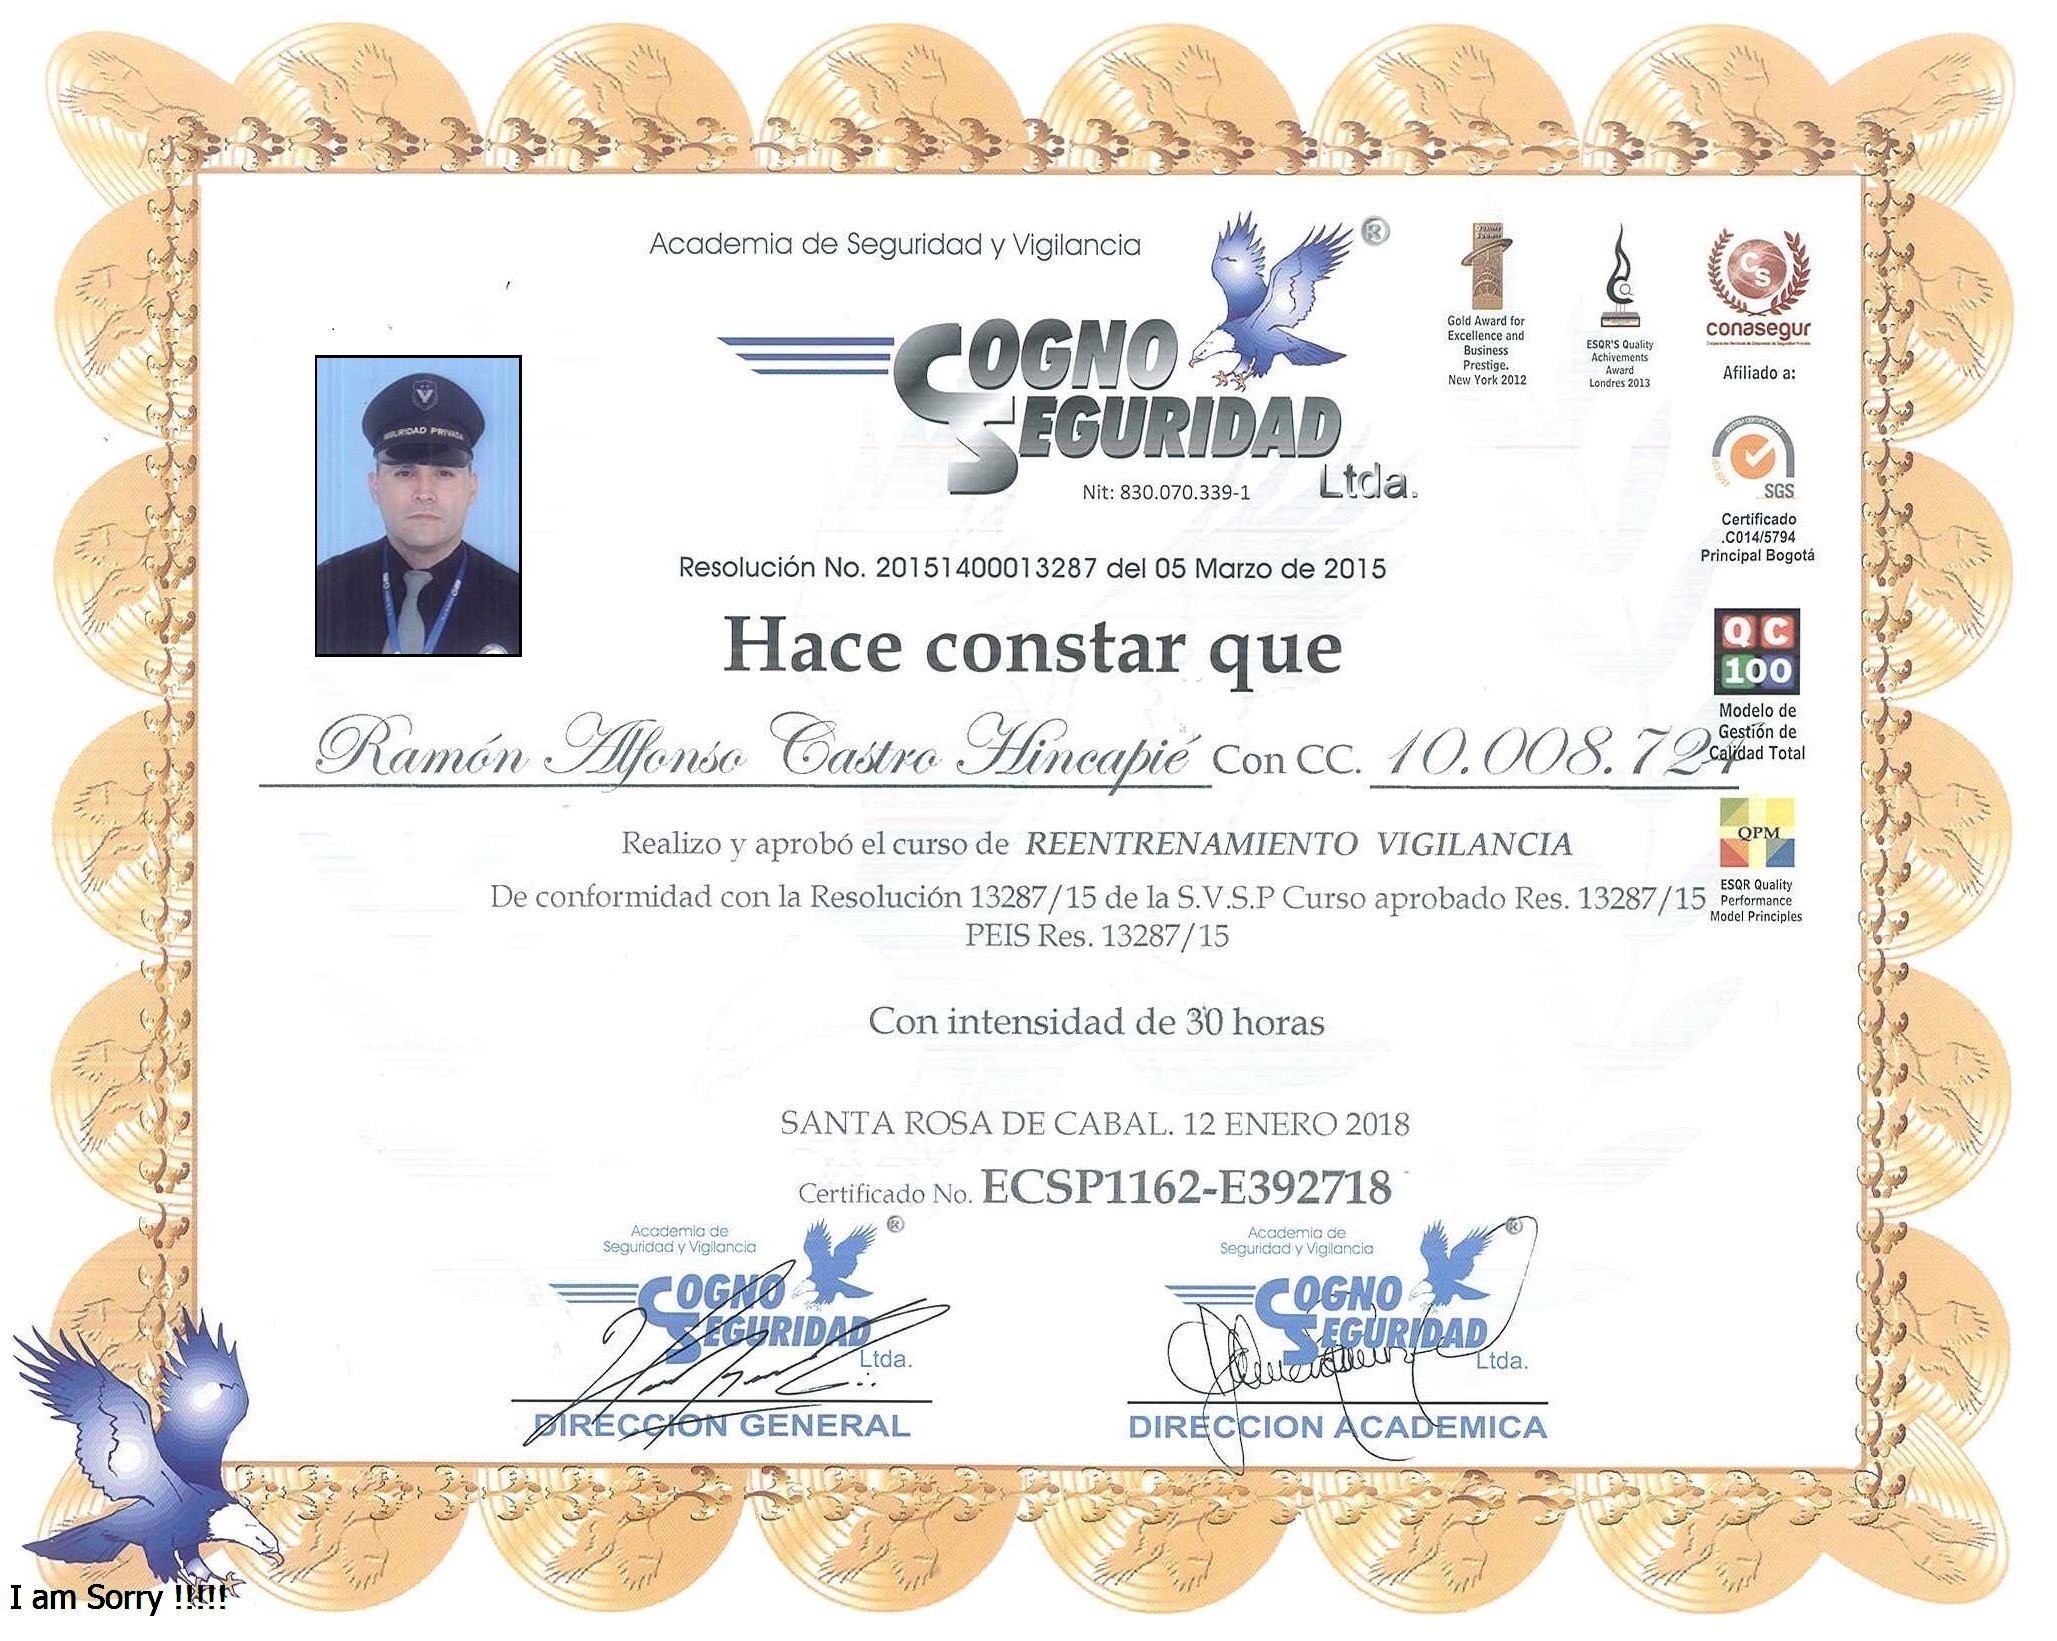 Academia de Seguridad y Vigilancia
®
COGNO
SEGURIDAD
Ltda.
Nit: 830.070.339-1
Gold Award for
Excellence and
Business
Prestige.
New York 2012
ESQR'S Quality
Achivements
Award
Londres 2013
CS
conasegur
Afiliado a:
SGS
Certificado
.C014/5794
Principal Bogotá
QC
100
Modelo de
Gestión de
Calidad Total
QPM
ESQR Quality
Performance
Model Principles
V
SEGURIDAD PRIVADA
Resolución No. 20151400013287 del 05 Marzo de 2015
Hace constar que
Ramón Alfonso Castro Hincapié Con CC.
Realizo y aprobó el curso de REENTRENAMIENTO VIGILANCIA
De conformidad con la Resolución 13287/15 de la S.V.S.P Curso aprobado Res. 13287/15
PEIS Res. 13287/15
Con intensidad de 30 horas
SANTA ROSA DE CABAL. 12 ENERO 2018
Certificado No. ECSP1162-E392718
Academia de
Seguridad y Vigilancia
®
COGNO
SEGURIDAD
Ltda.
DIRECCION GENERAL
Academia de
Seguridad y Vigilancia
®
COGNO
SEGURIDAD
Ltda.
DIRECCION ACADEMICA
I am Sorry !!!!!